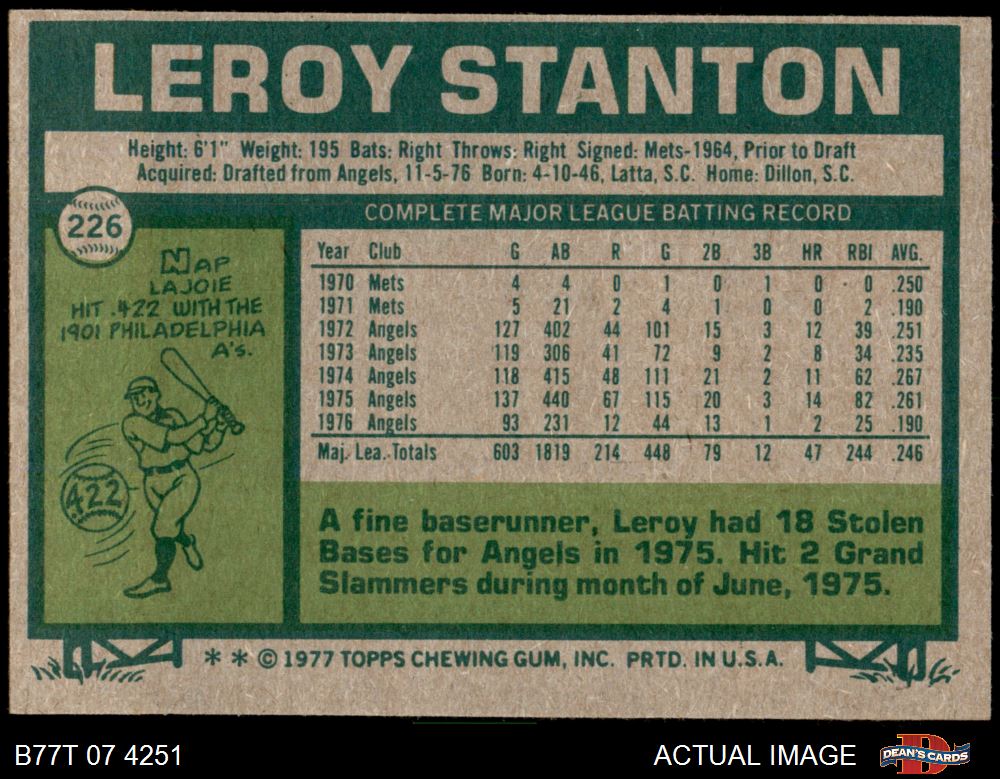 LEROY STANTON
Height: 6'1" Weight: 195 Bats: Right Throws: Right Signed: Mets-1964, Prior to Draft
Acquired: Drafted from Angels, 11-5-76 Born: 4-10-46, Latta, S.C. Home: Dillon, S.C.
226
COMPLETE MAJOR LEAGUE BATTING RECORD
NAP
LAJOIE
HIT .422 WITH THE
1901 PHILADELPHIA
A's.
422
Year Club G AB R G 2B 3B HR RBI AVG.
1970 Mets 4 4 0 1 0 1 0 0 .250
1971 Mets 5 21 2 4 1 0 0 2 .190
1972 Angels 127 402 44 101 15 3 12 39 .251
1973 Angels 119 306 41 72 9 2 8 34 .235
1974 Angels 118 415 48 111 21 2 11 62 .267
1975 Angels 137 440 67 115 20 3 14 82 .261
1976 Angels 93 231 12 44 13 1 2 25 .190
Maj. Lea. Totals 603 1819 214 448 79 12 47 244 .246
A fine baserunner, Leroy had 18 Stolen
Bases for Angels in 1975. Hit 2 Grand
Slammers during month of June, 1975.
* * © 1977 TOPPS CHEWING GUM, INC. PRTD. IN U.S.A.
B77T 07 4251
ACTUAL IMAGE
DEAN'S CARDS